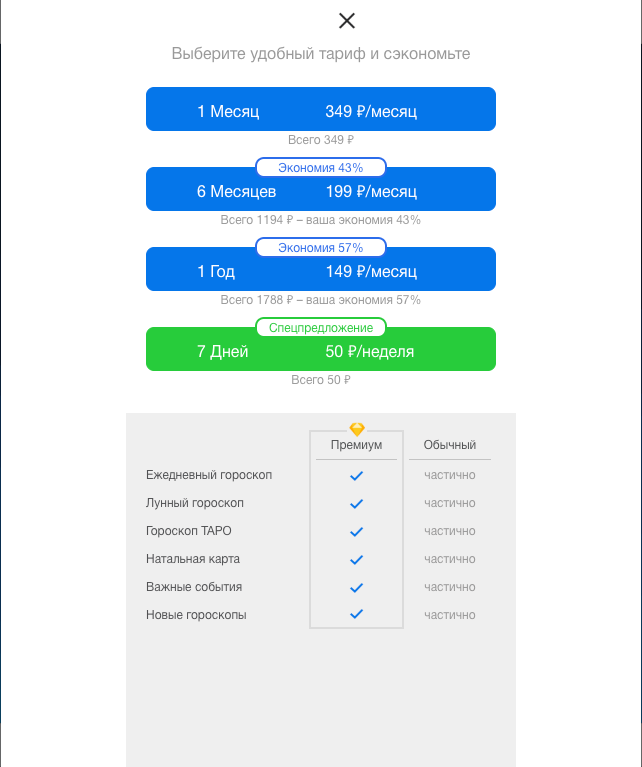 Выберите удобный тариф и сэкономьте
1 Месяц 349 ₽/месяц
Всего 349 ₽
Экономия 43%
6 Месяцев 199 ₽/месяц
Всего 1194 ₽ – ваша экономия 43%
Экономия 57%
1 Год 149 ₽/месяц
Всего 1788 ₽ – ваша экономия 57%
Спецпредложение
7 Дней 50 ₽/неделя
Всего 50 ₽
Премиум Обычный
Ежедневный гороскоп частично
Лунный гороскоп частично
Гороскоп ТАРО частично
Натальная карта частично
Важные события частично
Новые гороскопы частично